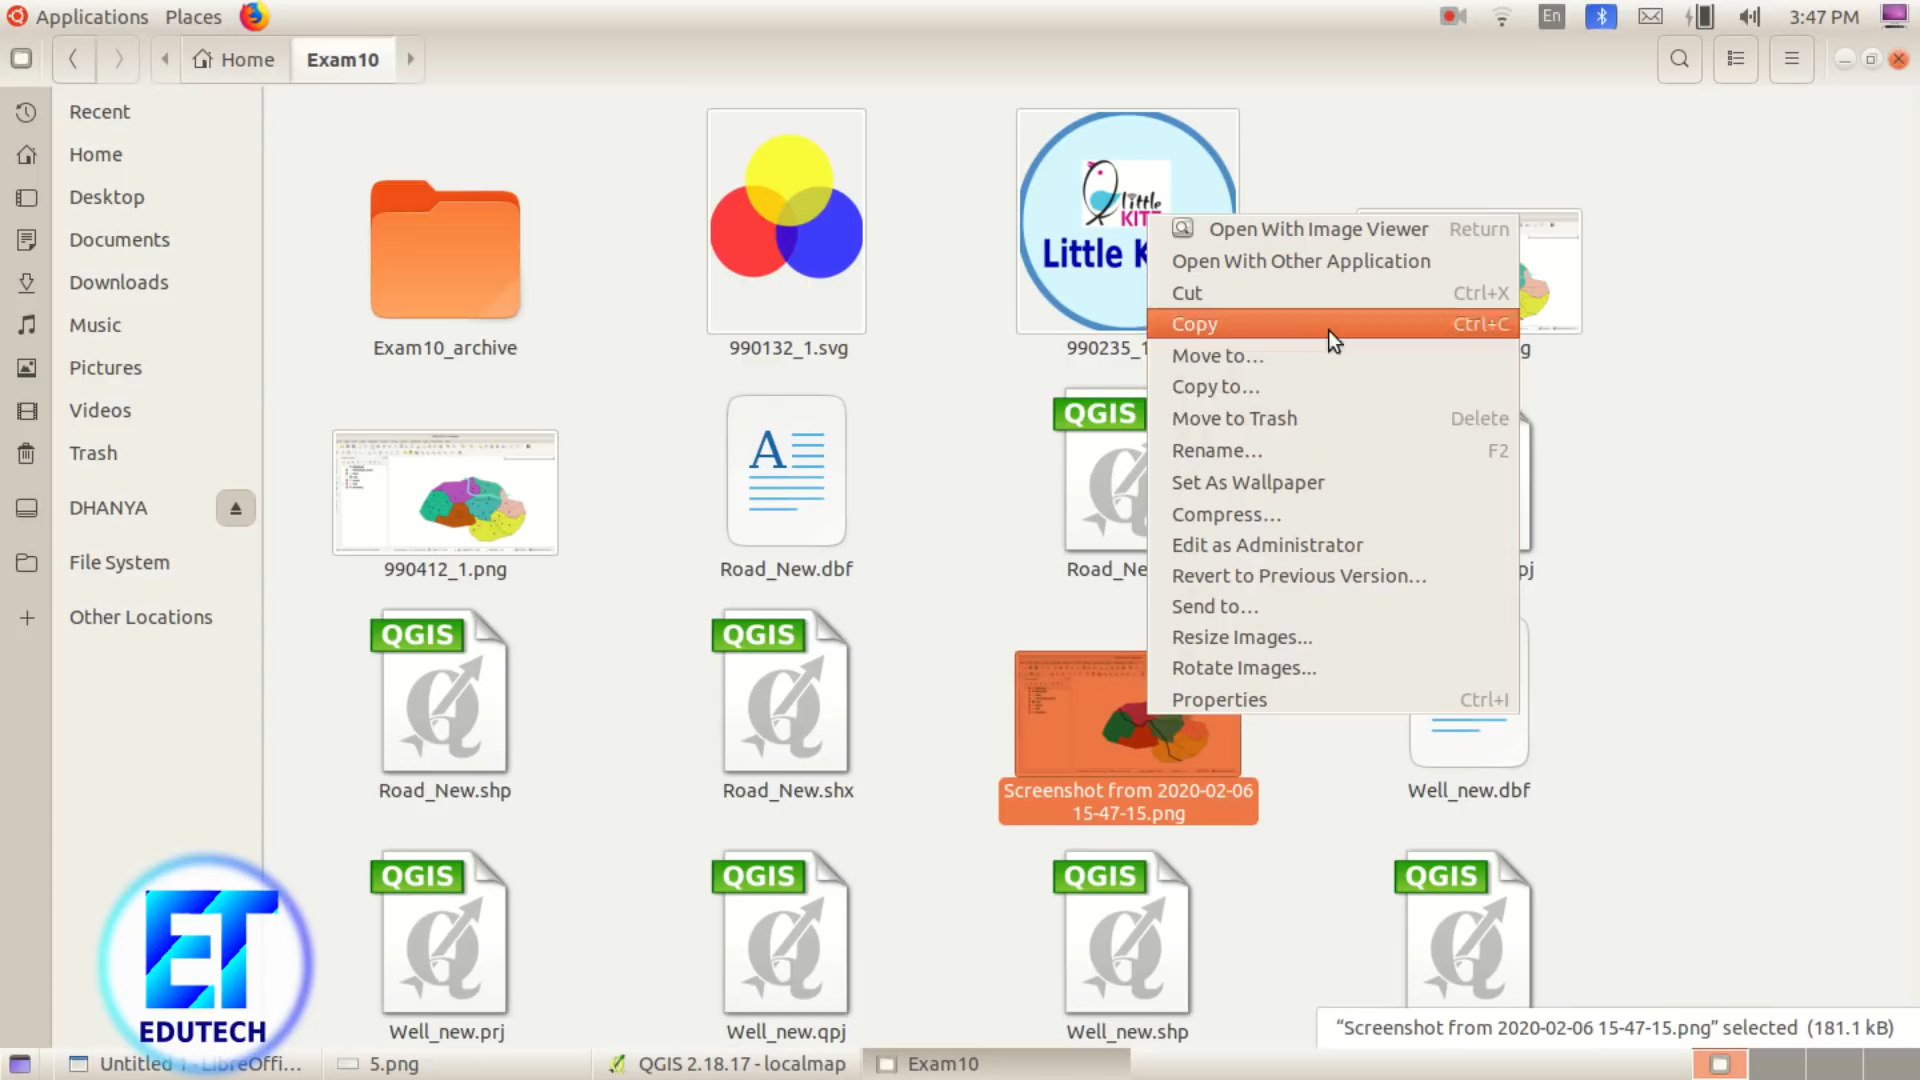 Applications Places En 3:47 PM
Home Exam10
Recent
Home
Desktop
Documents
Downloads
Music
Pictures
Videos
Trash
DHANYA
File System
Other Locations
Exam10_archive
990132_1.svg
little
Little K
990235_1
g
Open With Image Viewer Return
Open With Other Application
Cut Ctrl+X
Copy Ctrl+C
Move to...
Copy to...
Move to Trash Delete
Rename... F2
Set As Wallpaper
Compress...
Edit as Administrator
Revert to Previous Version...
Send to...
Resize Images...
Rotate Images...
Properties Ctrl+I
990412_1.png
A
Road_New.dbf
QGIS
Road_Ne
pj
QGIS
Road_New.shp
QGIS
Road_New.shx
Screenshot from 2020-02-06
15-47-15.png
Well_new.dbf
QGIS
Well_new.prj
QGIS
Well_new.qpj
QGIS
Well_new.shp
QGIS
ET
EDUTECH
"Screenshot from 2020-02-06 15-47-15.png" selected (181.1 kB)
Untitled 1 - LibreOffi... 5.png QGIS 2.18.17 - localmap Exam10